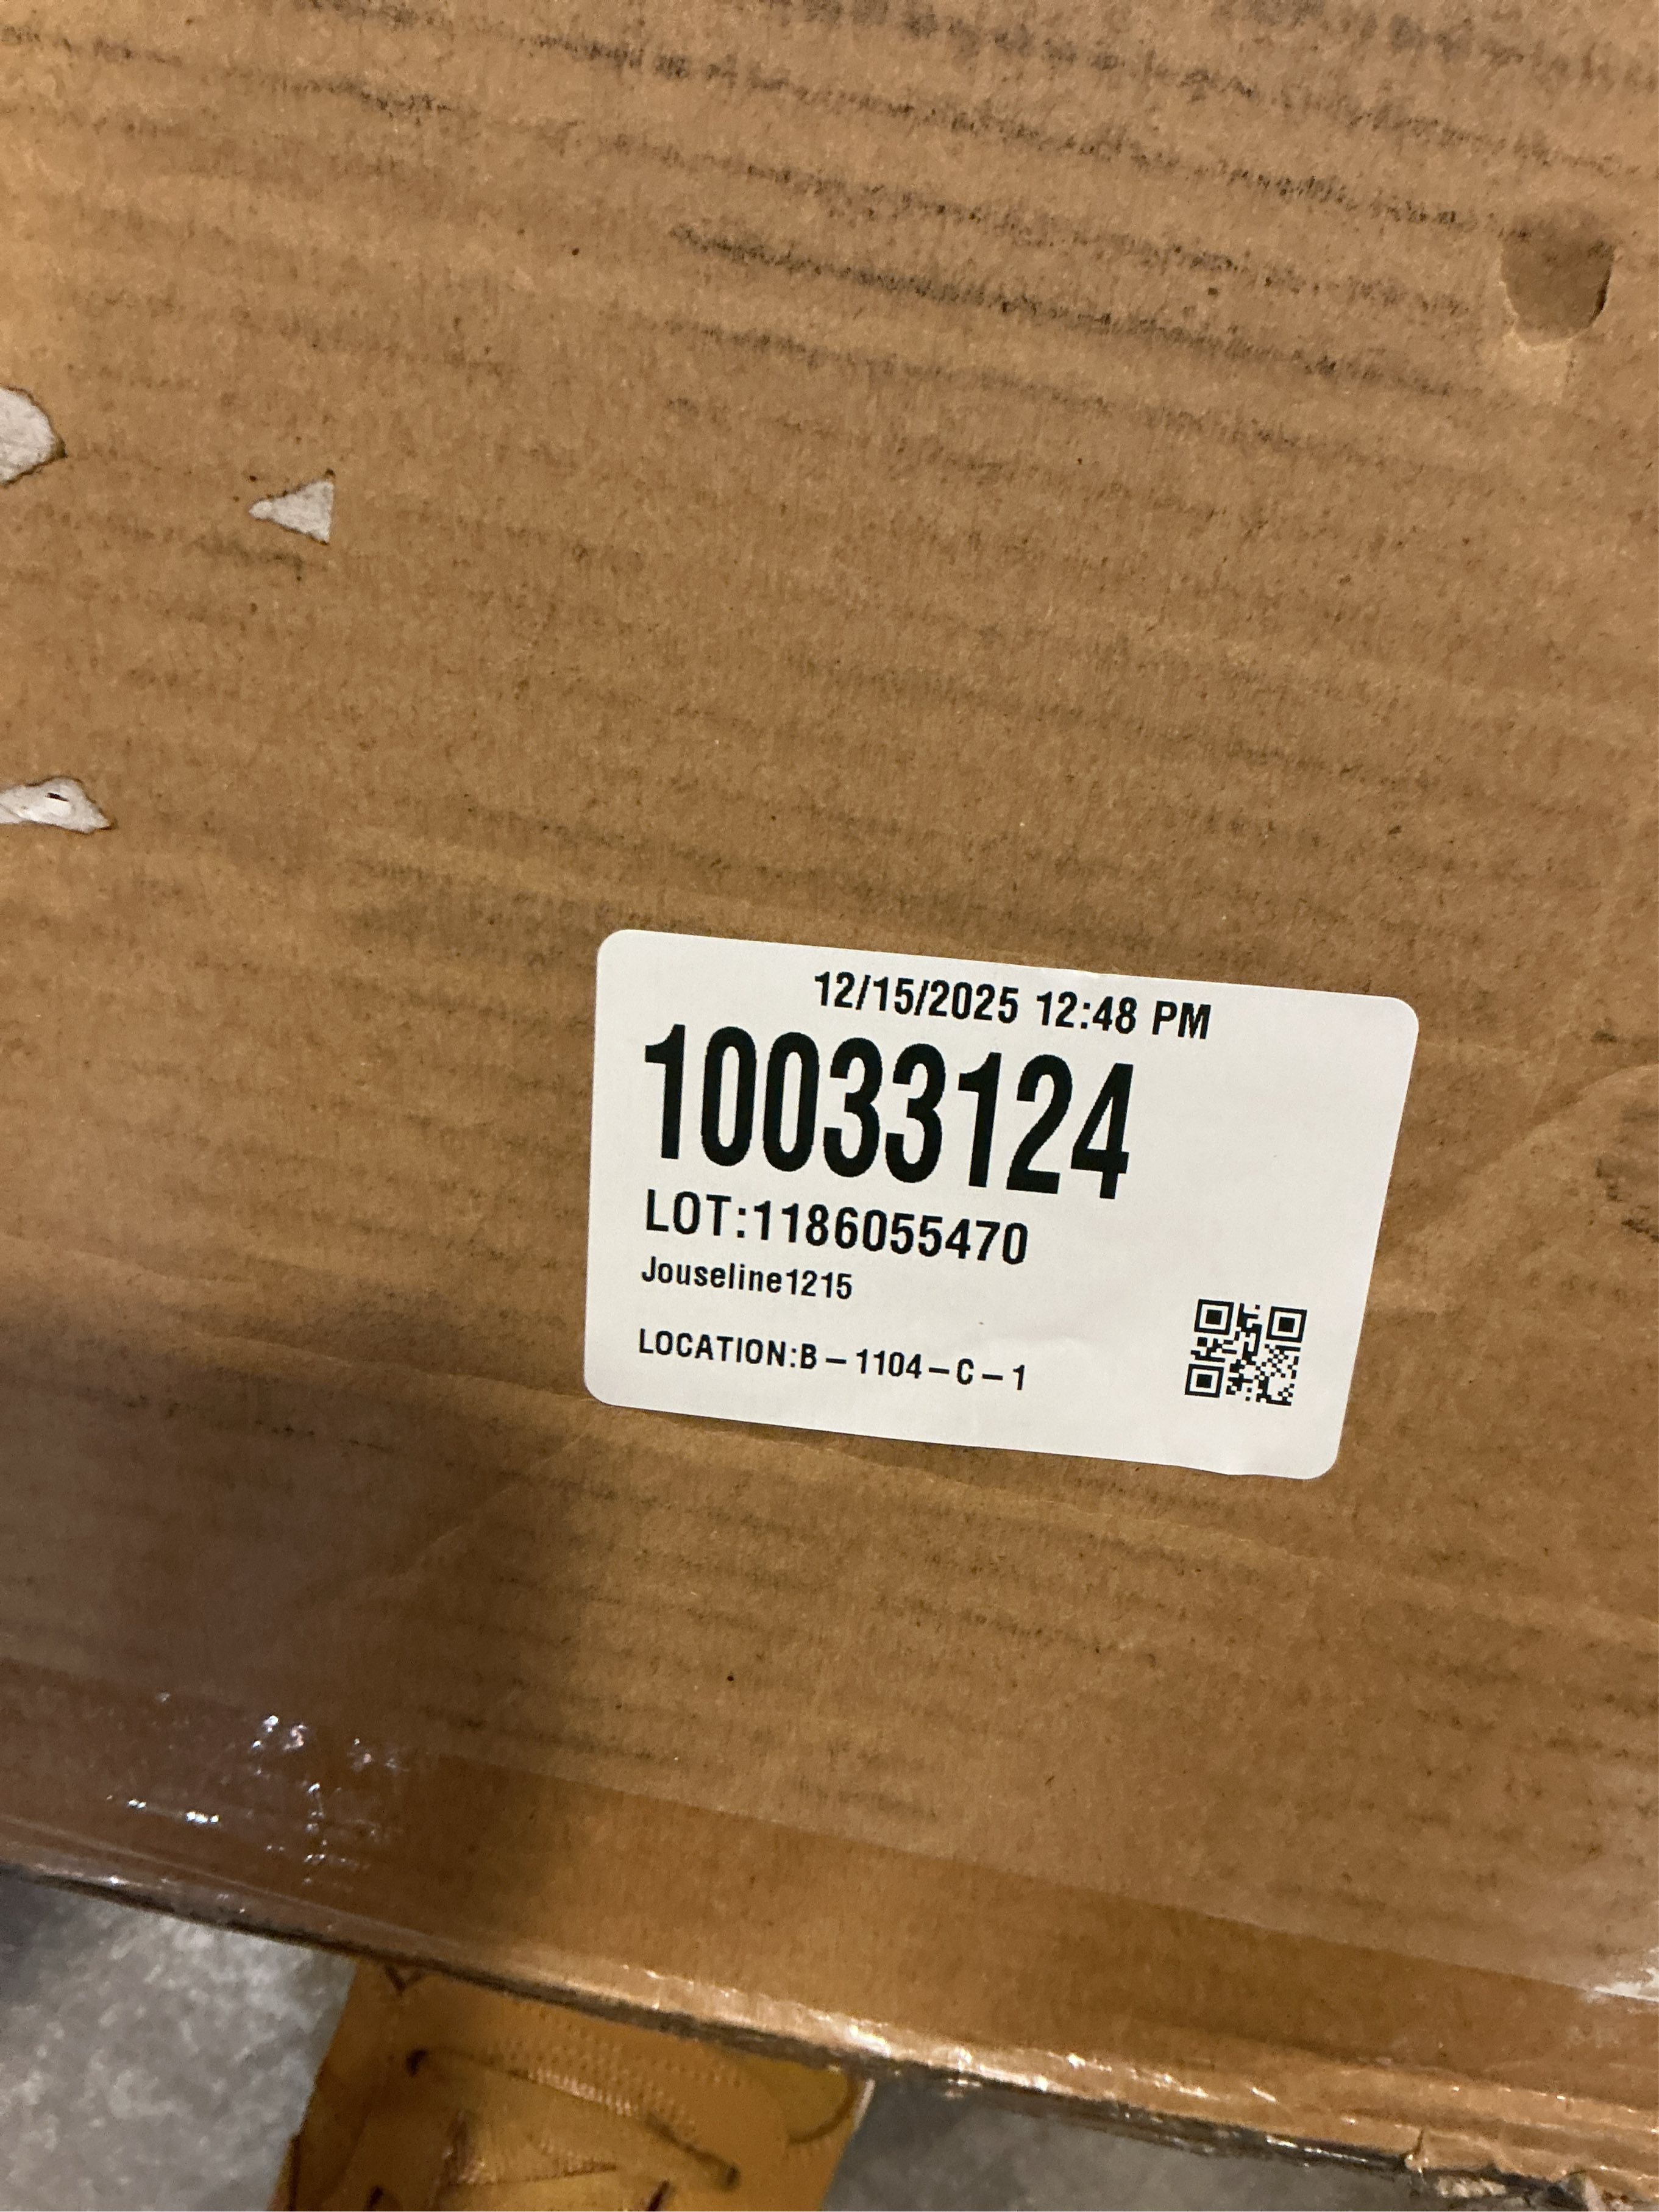 12/15/2025 12:48 PM
10033124
LOT:1186055470
Jouseline1215
LOCATION:B – 1104 – C – 1